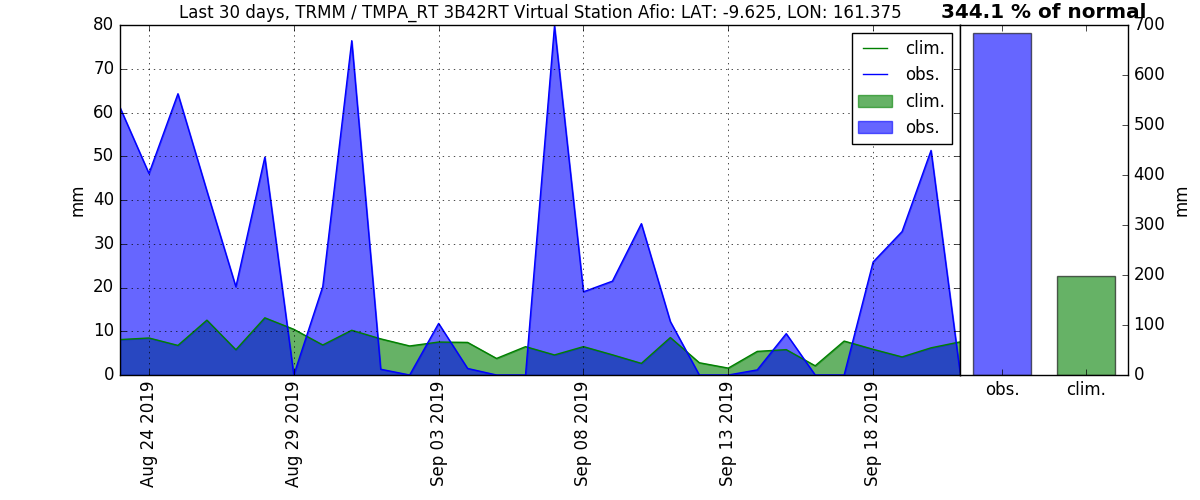 Last 30 days, TRMM / TMPA_RT 3B42RT Virtual Station Afio: LAT: -9.625, LON: 161.375
344.1 % of normal
80
70
60
50
40
30
20
10
0
mm
clim.
obs.
clim.
obs.
700
600
500
400
300
200
100
0
mm
obs.
clim.
Aug 24 2019
Aug 29 2019
Sep 03 2019
Sep 08 2019
Sep 13 2019
Sep 18 2019